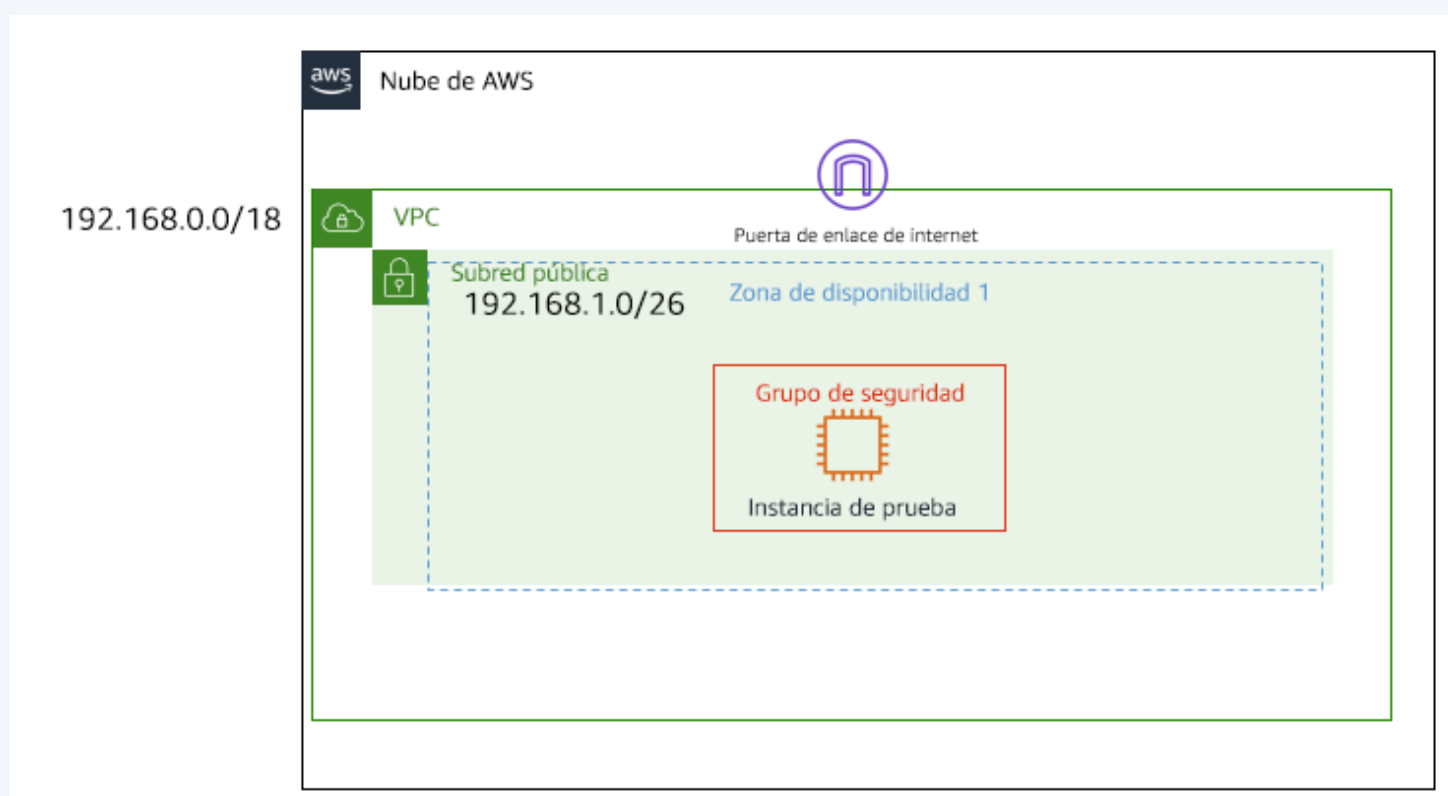 aws
Nube de AWS
192.168.0.0/18
VPC
Puerta de enlace de internet
Subred pública
192.168.1.0/26
Zona de disponibilidad 1
Grupo de seguridad
Instancia de prueba